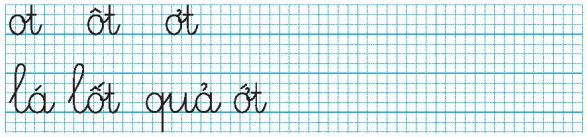 ot ôt ơt
lá lốt quả ớt